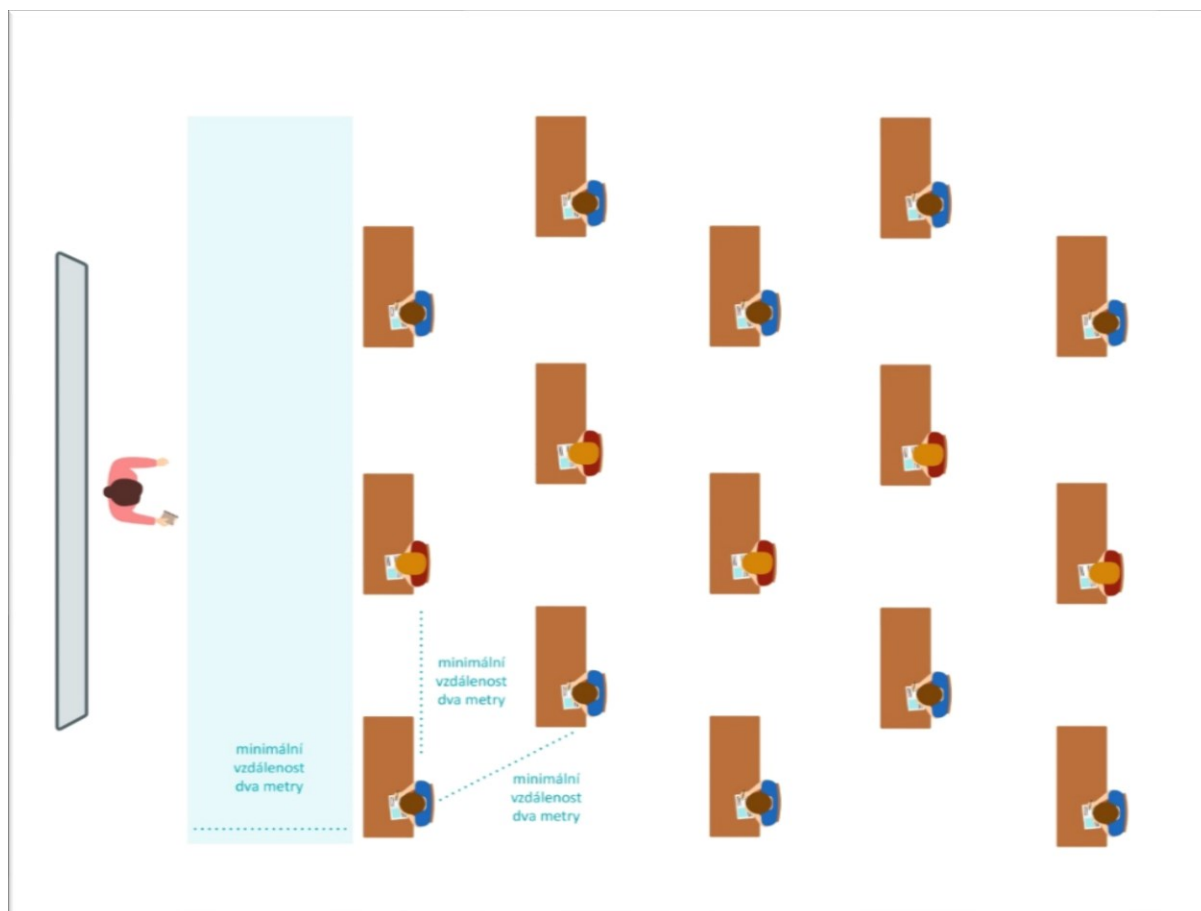 minimální
vzdálenost
dva metry
minimální
vzdálenost
dva metry
minimální
vzdálenost
dva metry